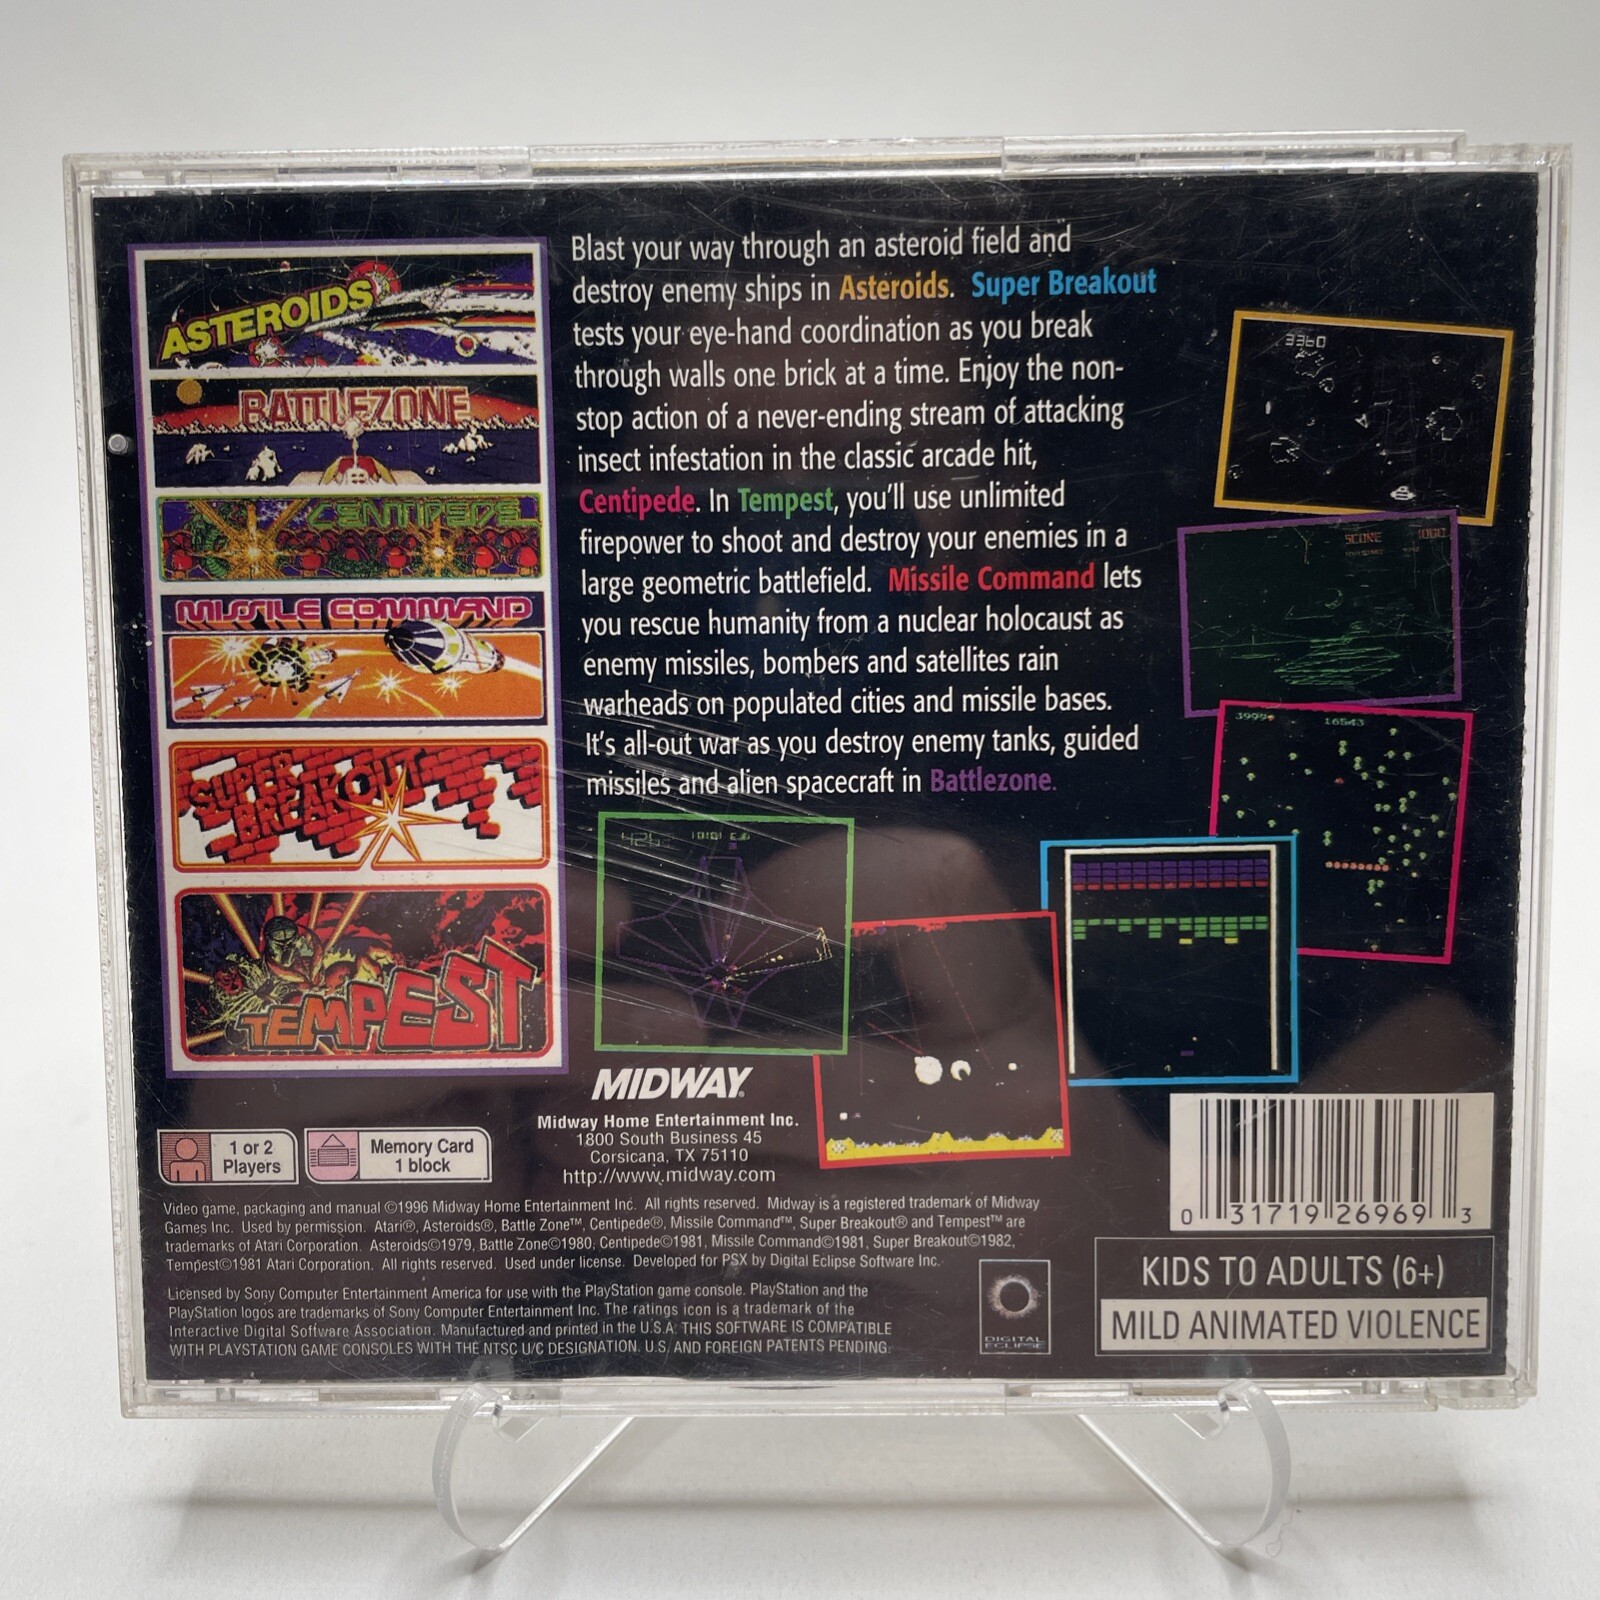 ASTEROIDS
BATTLEZONE
CENTIPEDE
MISSILE COMMAND
SUPER
BREAKOUT
TEMPEST
Blast your way through an asteroid field and
destroy enemy ships in Asteroids. Super Breakout
tests your eye-hand coordination as you break
through walls one brick at a time. Enjoy the non-
stop action of a never-ending stream of attacking
insect infestation in the classic arcade hit,
Centipede. In Tempest, you'll use unlimited
firepower to shoot and destroy your enemies in a
large geometric battlefield. Missile Command lets
you rescue humanity from a nuclear holocaust as
enemy missiles, bombers and satellites rain
warheads on populated cities and missile bases.
It's all-out war as you destroy enemy tanks, guided
missiles and alien spacecraft in Battlezone.
3360
SCORE 1000
16543
MIDWAY
Midway Home Entertainment Inc.
1800 South Business 45
Corsicana, TX 75110
http://www.midway.com
1 or 2
Players
Memory Card
1 block
Video game, packaging and manual ©1996 Midway Home Entertainment Inc. All rights reserved. Midway is a registered trademark of Midway
Games Inc. Used by permission. Atari®, Asteroids®, Battle Zone™, Centipede®, Missile Command™, Super Breakout® and Tempest™ are
trademarks of Atari Corporation. Asteroids©1979, Battle Zone©1980, Centipede©1981, Missile Command©1981, Super Breakout©1982,
Tempest©1981 Atari Corporation. All rights reserved. Used under license. Developed for PSX by Digital Eclipse Software Inc.
Licensed by Sony Computer Entertainment America for use with the PlayStation game console. PlayStation and the
PlayStation logos are trademarks of Sony Computer Entertainment Inc. The ratings icon is a trademark of the
Interactive Digital Software Association. Manufactured and printed in the U.S.A. THIS SOFTWARE IS COMPATIBLE
WITH PLAYSTATION GAME CONSOLES WITH THE NTSC U/C DESIGNATION. U.S. AND FOREIGN PATENTS PENDING.
DIGITAL
ECLIPSE
0 31719 26969 3
KIDS TO ADULTS (6+)
MILD ANIMATED VIOLENCE